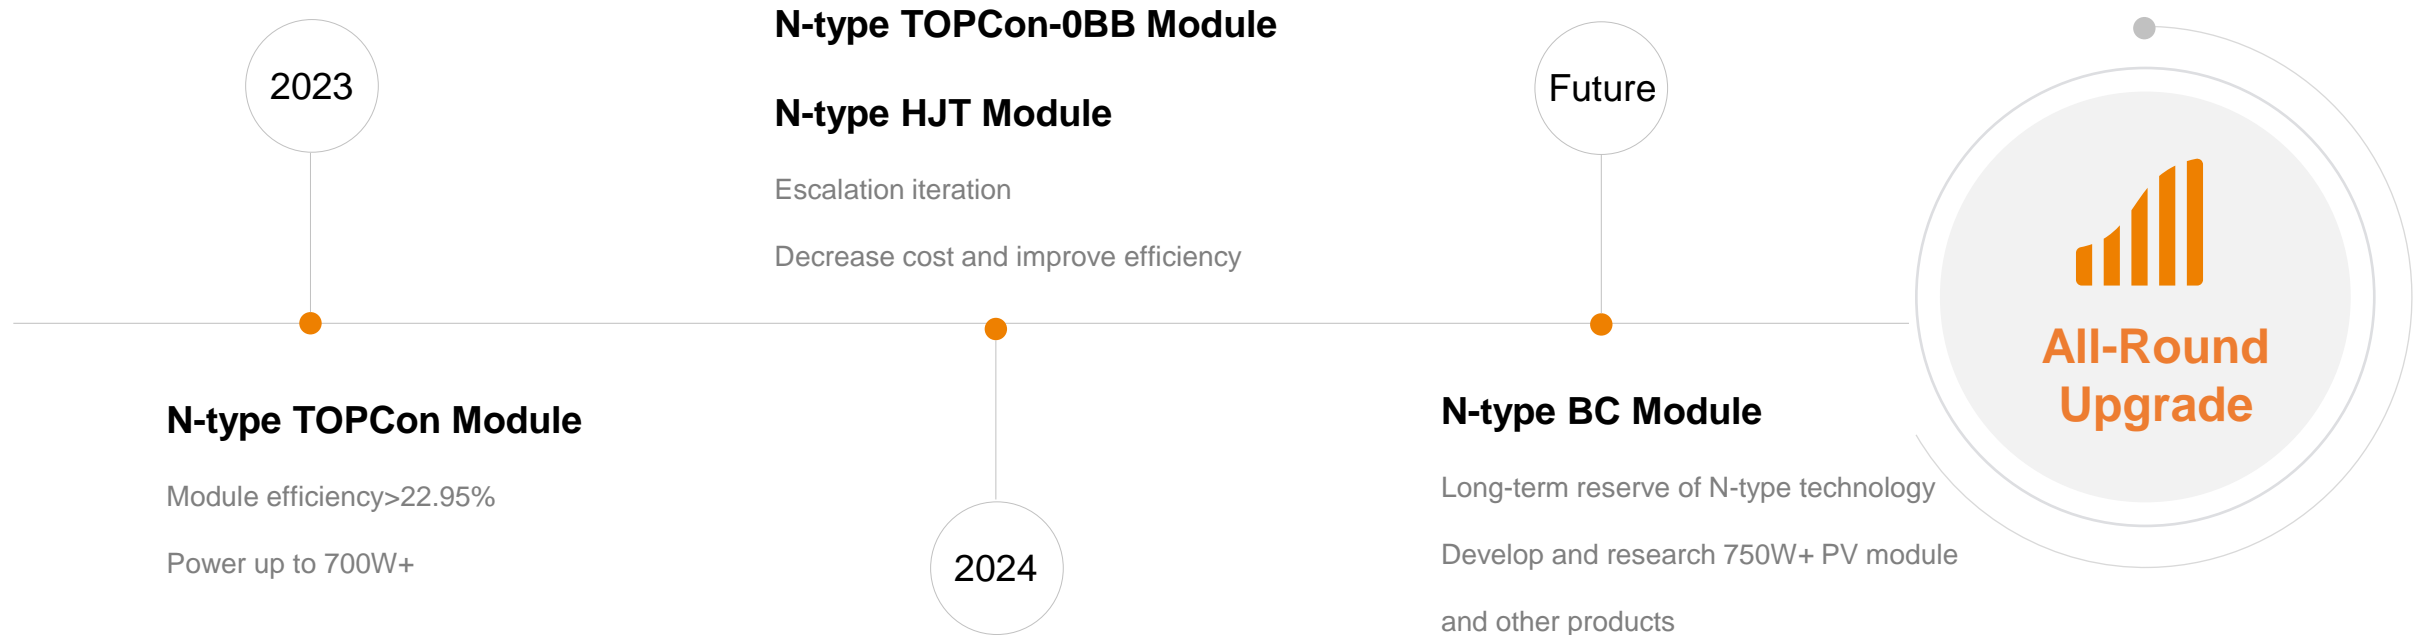 2023
N-type TOPCon Module
Module efficiency>22.95%
Power up to 700W+
N-type TOPCon-0BB Module
N-type HJT Module
Escalation iteration
Decrease cost and improve efficiency
2024
Future
N-type BC Module
Long-term reserve of N-type technology
Develop and research 750W+ PV module
and other products
All-Round
Upgrade